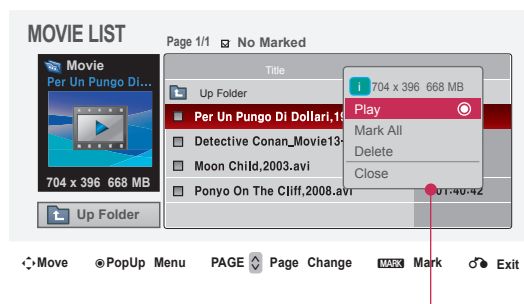 MOVIE LIST
Page 1/1 No Marked
Movie
Per Un Pungo Di...
704 x 396 668 MB
Up Folder
Title
Up Folder
Per Un Pungo Di Dollari,19
Detective Conan_Movie13
Moon Child,2003.avi
Ponyo On The Cliff,2008.avi
01:40:42
i 704 x 396 668 MB
Play
Mark All
Delete
Close
Move PopUp Menu PAGE Page Change MARK Mark Exit